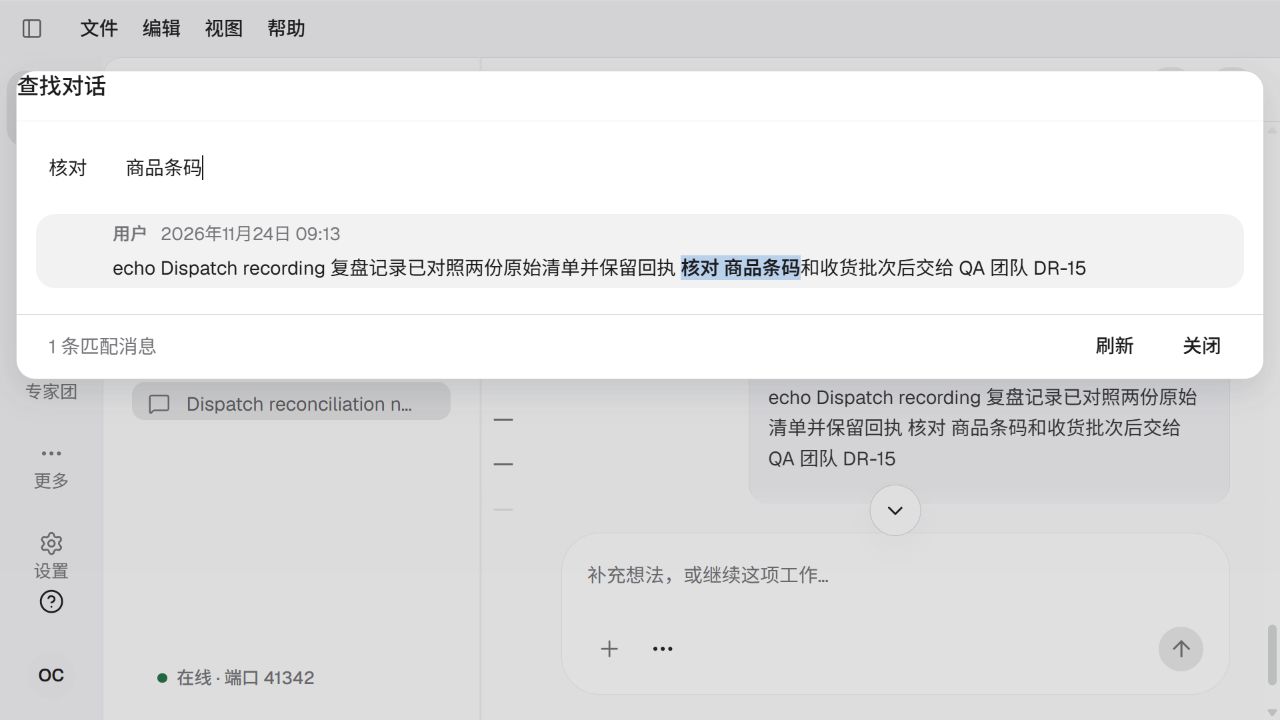 文件 编辑 视图 帮助
查找对话
核对 商品条码
用户 2026年11月24日 09:13
echo Dispatch recording 复盘记录已对照两份原始清单并保留回执 核对 商品条码和收货批次后交给 QA 团队 DR-15
1 条匹配消息
刷新 关闭
专家团
Dispatch reconciliation n...
更多
设置
OC
在线 · 端口 41342
echo Dispatch recording 复盘记录已对照两份原始
清单并保留回执 核对 商品条码和收货批次后交给
QA 团队 DR-15
补充想法，或继续这项工作...